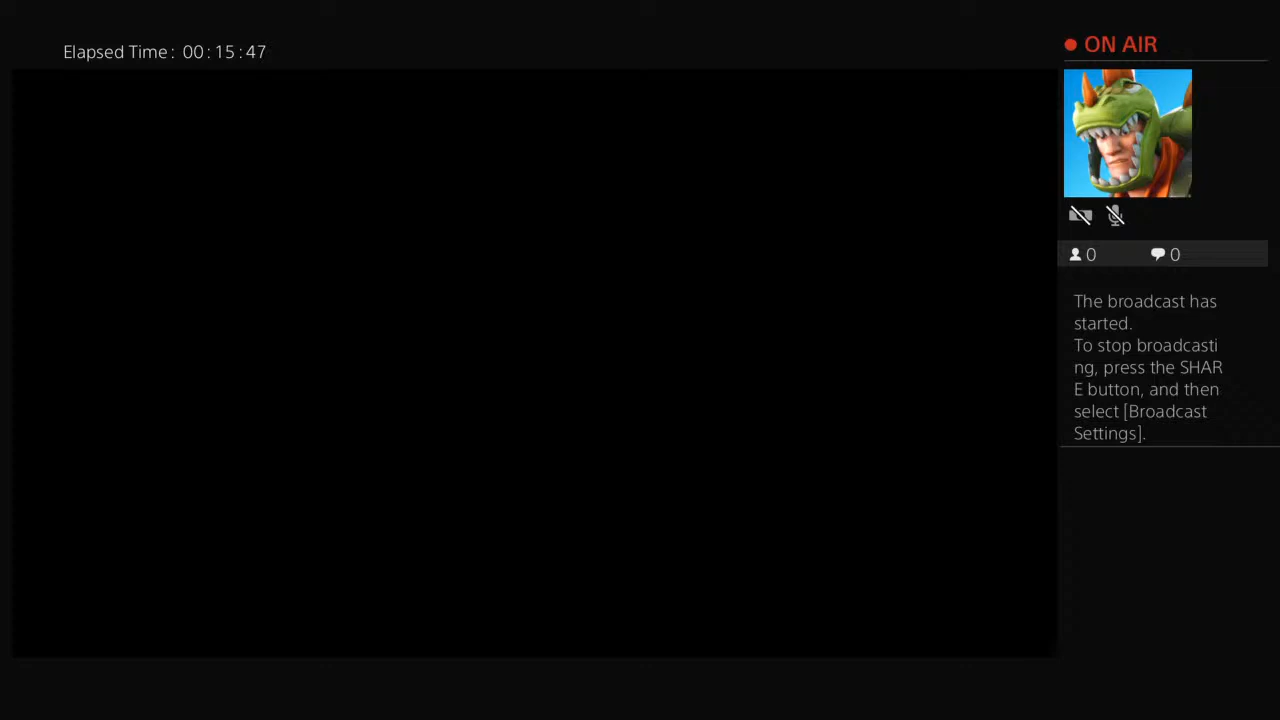 Elapsed Time: 00:15:47
ON AIR
0 0
The broadcast has
started.
To stop broadcasti
ng, press the SHAR
E button, and then
select [Broadcast
Settings].